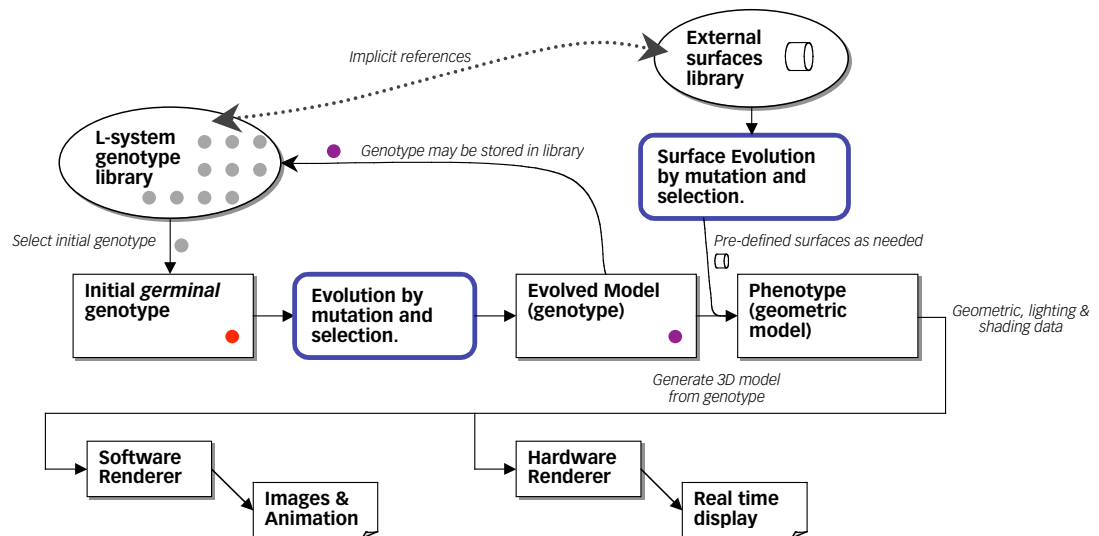 Implicit references
External
surfaces
library
L-system
genotype
library
Genotype may be stored in library
Surface Evolution
by mutation and
selection.
Select initial genotype
Pre-defined surfaces as needed
Initial germinal
genotype
Evolution by
mutation and
selection.
Evolved Model
(genotype)
Phenotype
(geometric
model)
Geometric, lighting &
shading data
Generate 3D model
from genotype
Software
Renderer
Images &
Animation
Hardware
Renderer
Real time
display